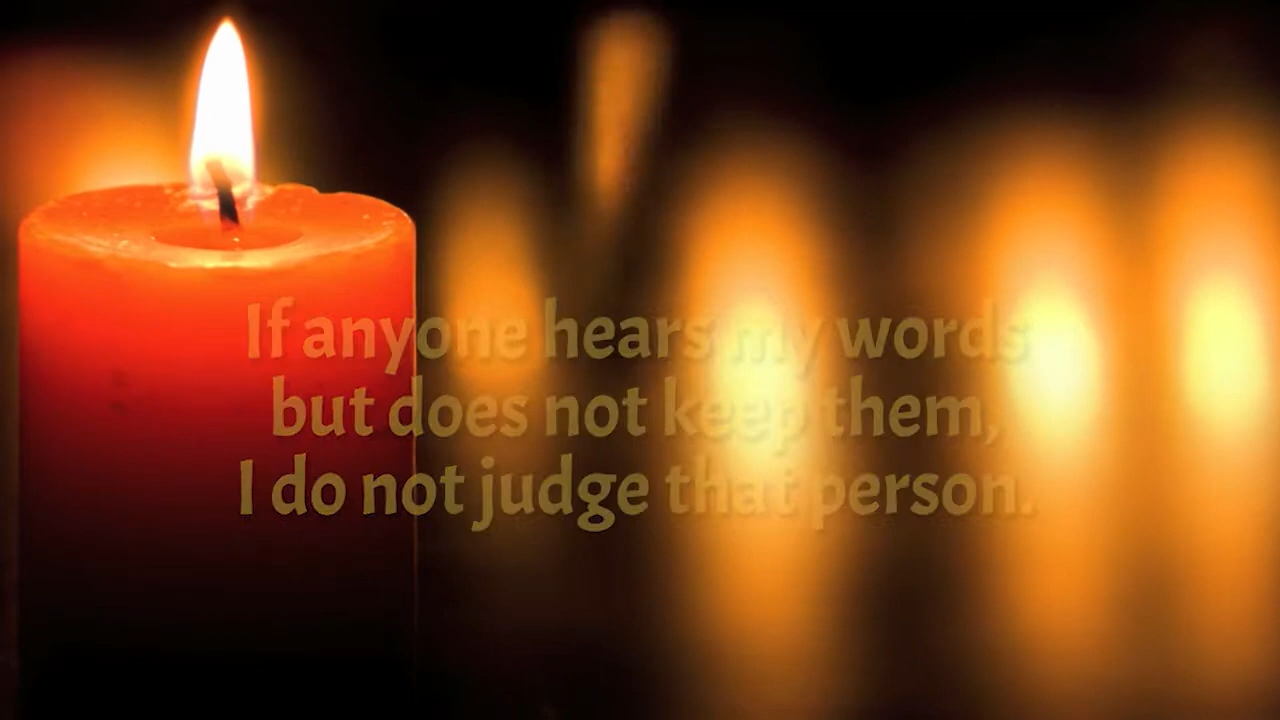 If anyone hears my words
but does not keep them,
I do not judge that person.